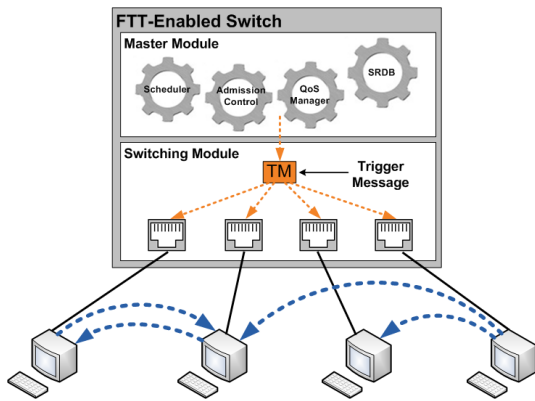 FTT-Enabled Switch
Master Module
Scheduler
Admission
Control
QoS
Manager
SRDB
Switching Module
TM
Trigger
Message